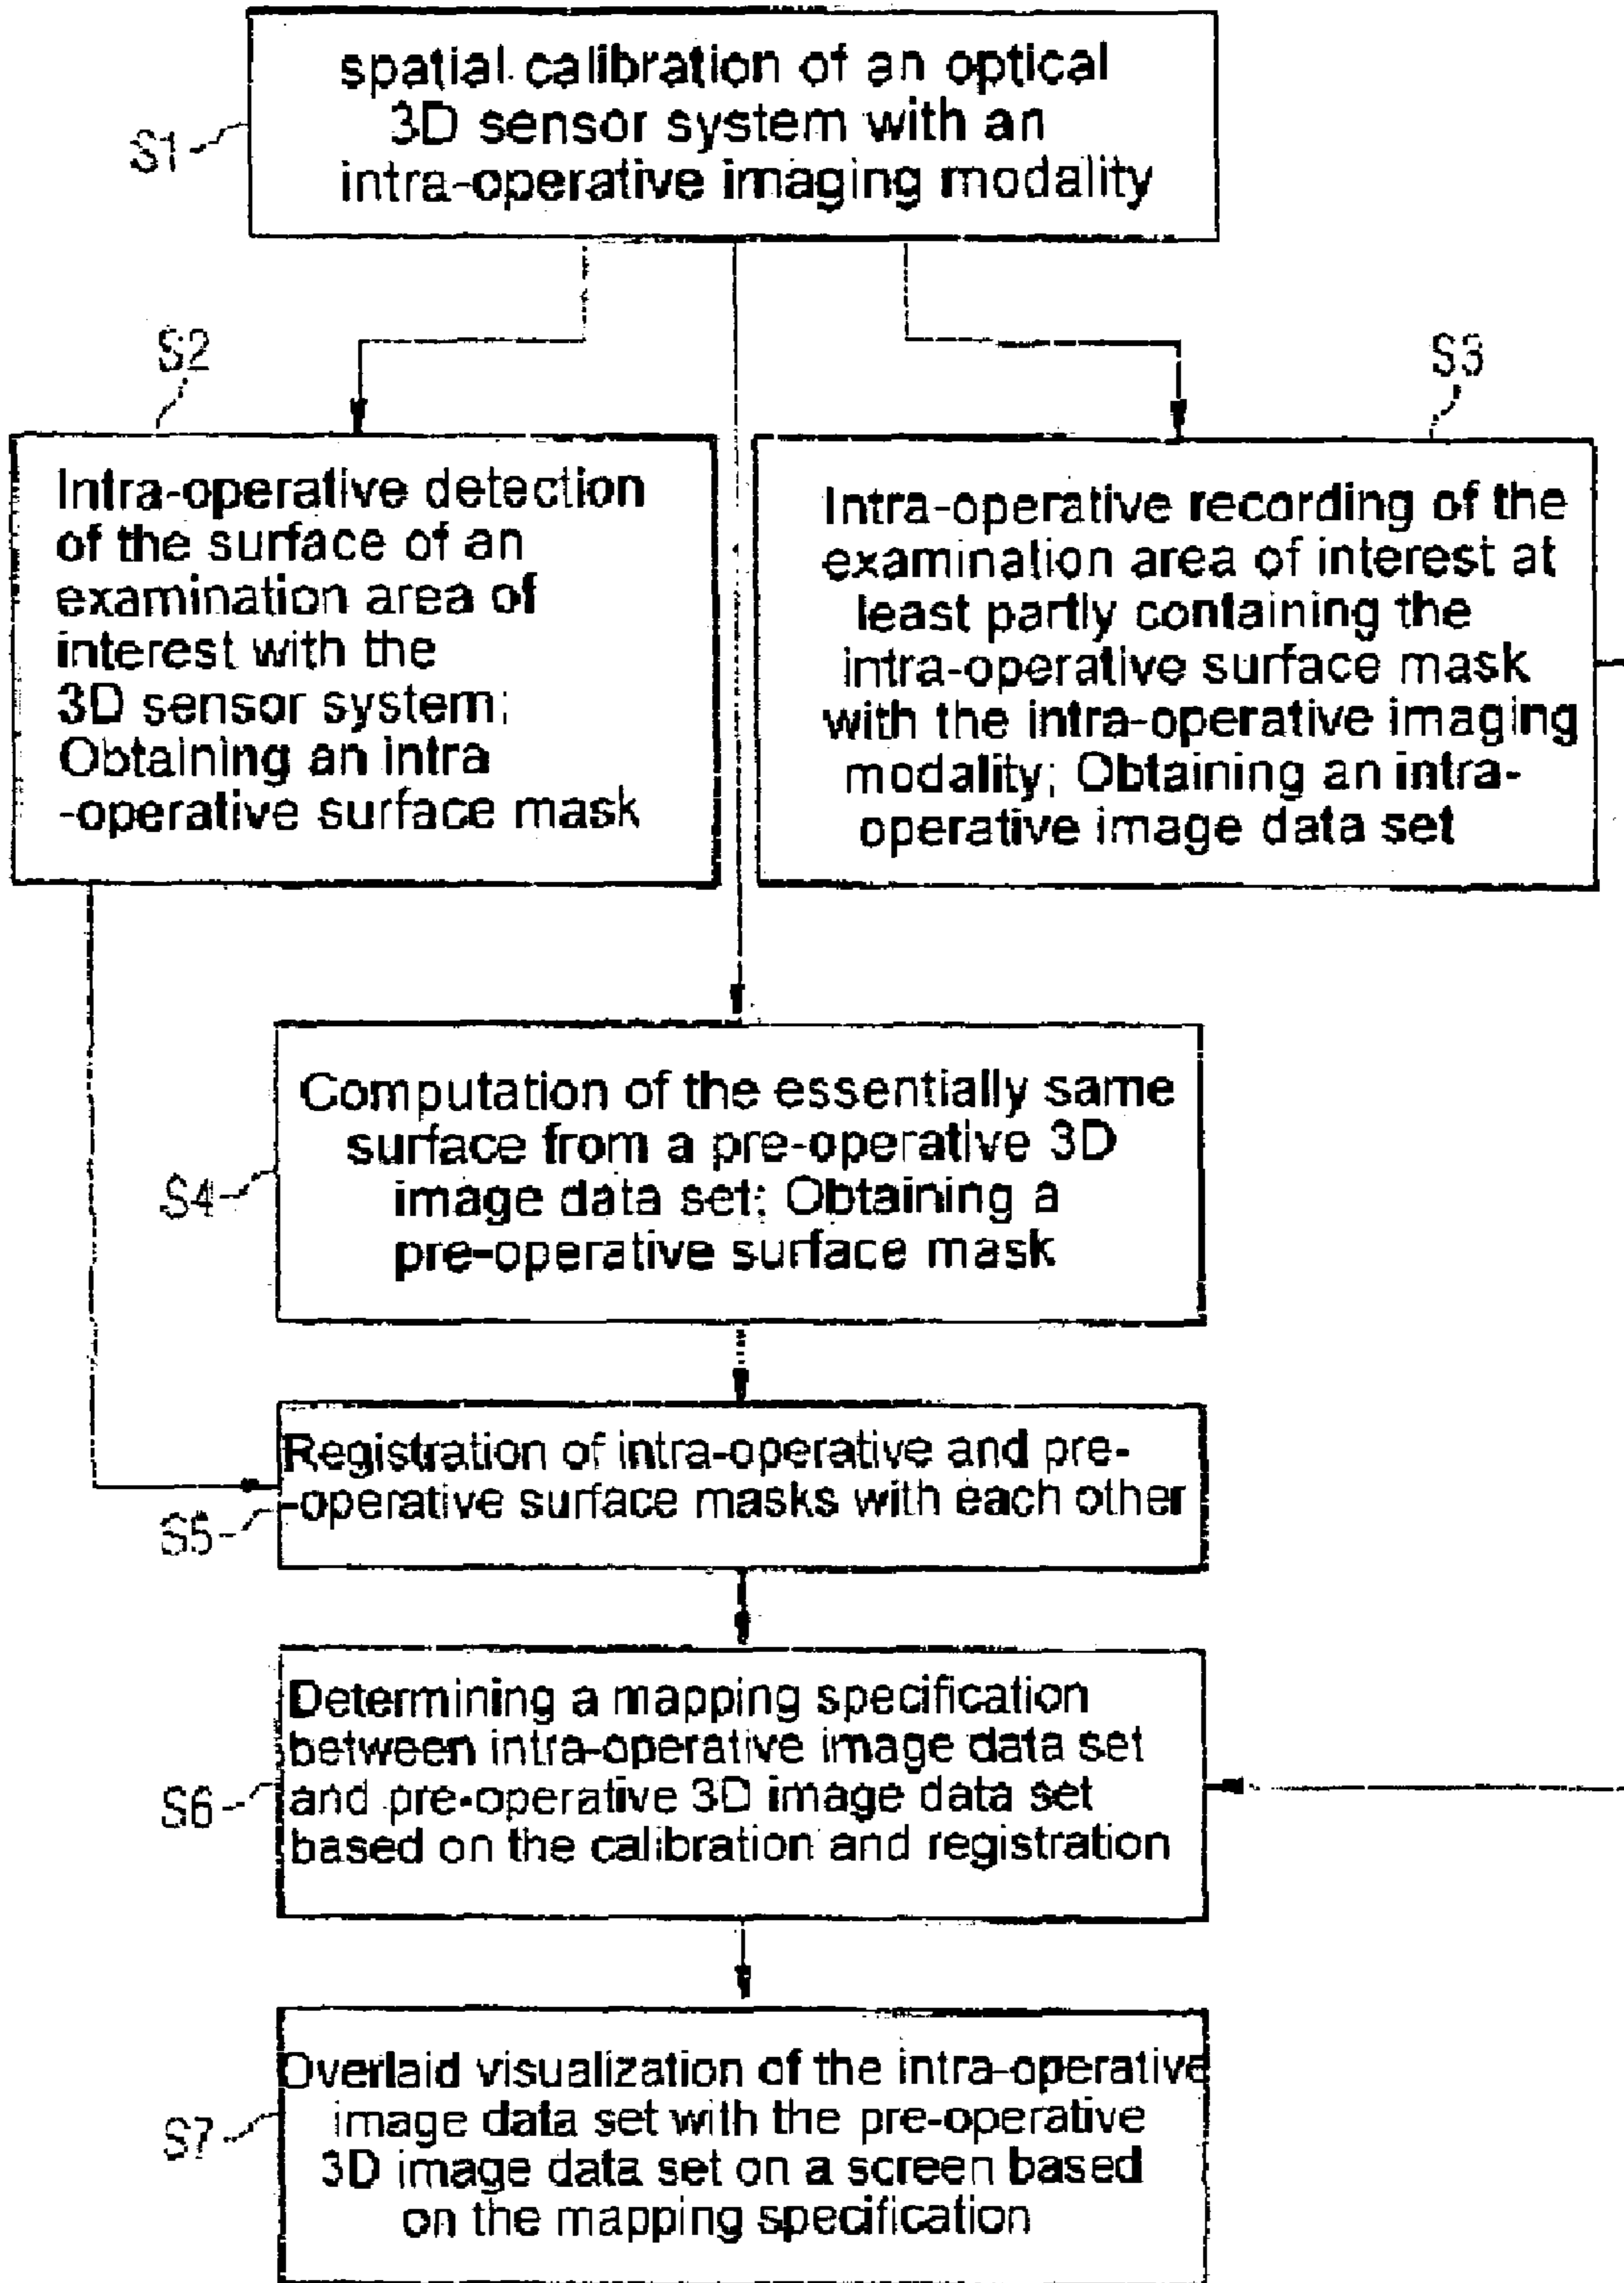 spatial calibration of an optical
3D sensor system with an
intra-operative imaging modality
S1
S2
Intra-operative detection
of the surface of an
examination area of
interest with the
3D sensor system;
Obtaining an intra
-operative surface mask
S3
Intra-operative recording of the
examination area of interest at
least partly containing the
intra-operative surface mask
with the intra-operative imaging
modality; Obtaining an intra-
operative image data set
Computation of the essentially same
surface from a pre-operative 3D
image data set; Obtaining a
pre-operative surface mask
S4
Registration of intra-operative and pre-
-operative surface masks with each other
S5
Determining a mapping specification
between intra-operative image data set
and pre-operative 3D image data set
based on the calibration and registration
S6
Overlaid visualization of the intra-operative
image data set with the pre-operative
3D image data set on a screen based
on the mapping specification
S7